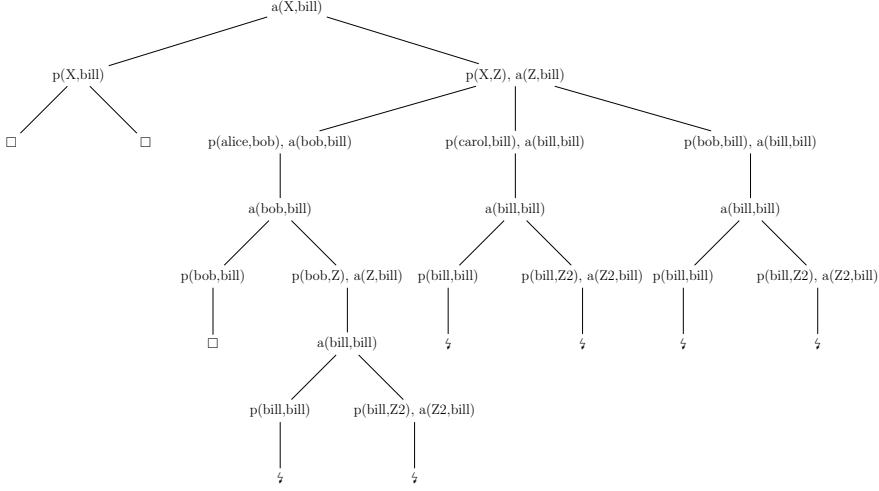 a(X,bill)
p(X,bill) p(X,Z), a(Z,bill)
□ □ p(alice,bob), a(bob,bill) p(carol,bill), a(bill,bill) p(bob,bill), a(bill,bill)
a(bob,bill) a(bill,bill) a(bill,bill)
p(bob,bill) p(bob,Z), a(Z,bill) p(bill,bill) p(bill,Z2), a(Z2,bill) p(bill,bill) p(bill,Z2), a(Z2,bill)
□ a(bill,bill) ↯ ↯ ↯ ↯
p(bill,bill) p(bill,Z2), a(Z2,bill)
↯ ↯